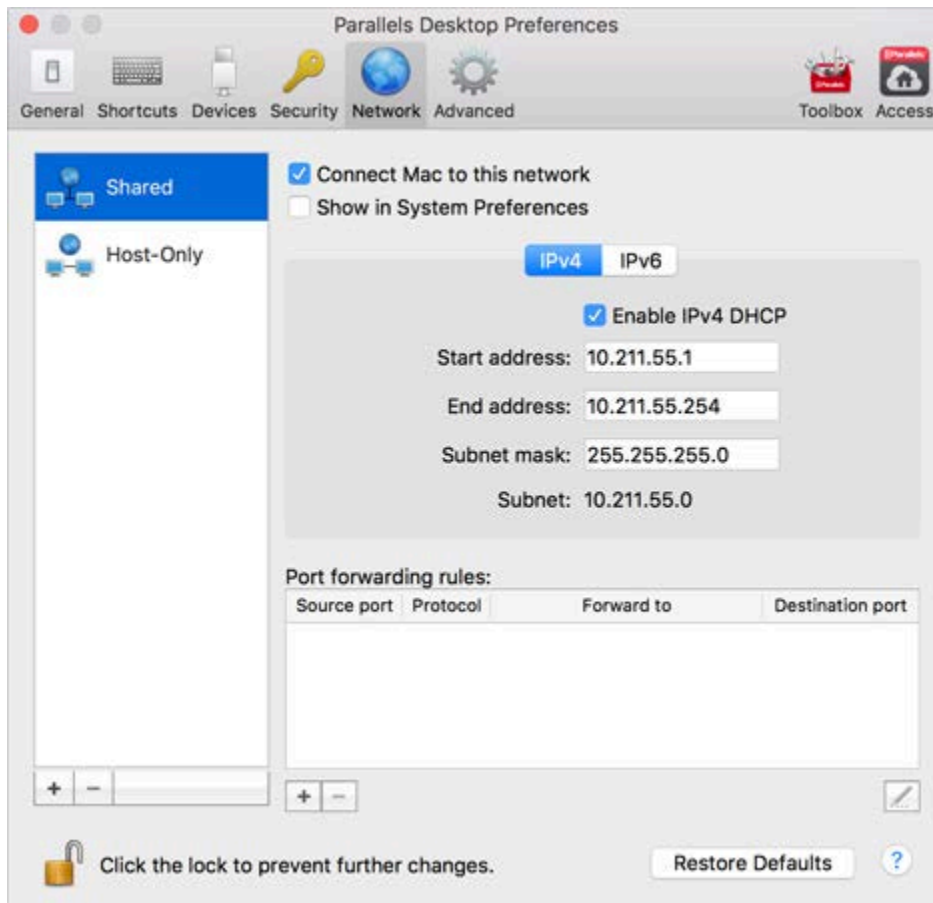 Parallels Desktop Preferences
General Shortcuts Devices Security Network Advanced Toolbox Access
Shared
Host-Only
Connect Mac to this network
Show in System Preferences
IPv4 IPv6
Enable IPv4 DHCP
Start address: 10.211.55.1
End address: 10.211.55.254
Subnet mask: 255.255.255.0
Subnet: 10.211.55.0
Port forwarding rules:
Source port Protocol Forward to Destination port
+ −
+ −
Click the lock to prevent further changes.
Restore Defaults ?